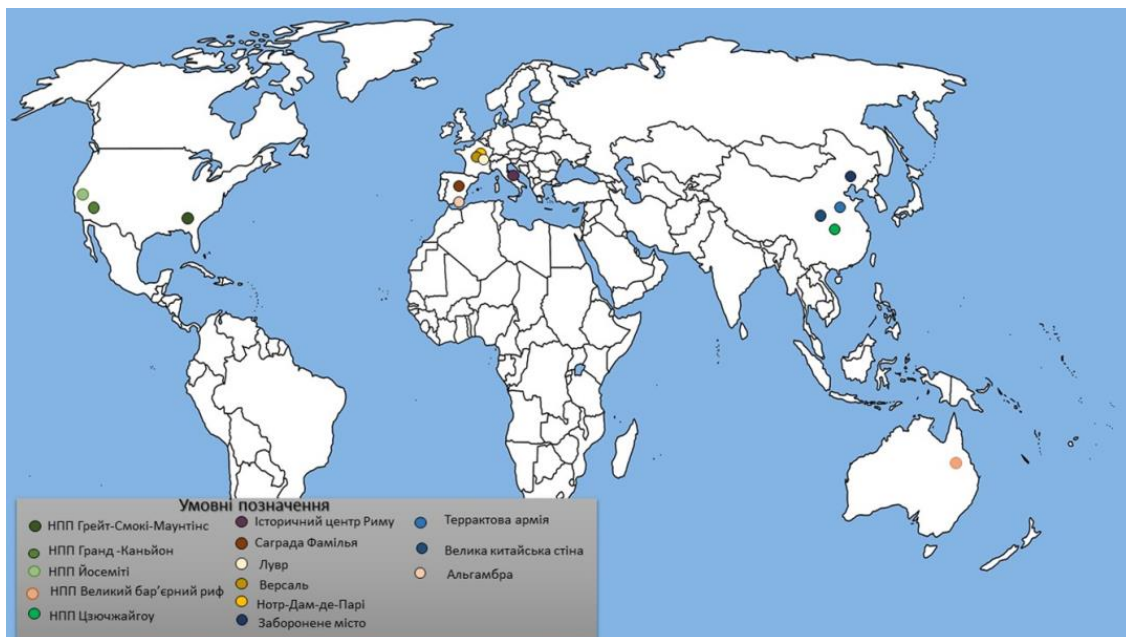 Умовні позначення
НПП Грейт-Смокі-Маунтінс
НПП Гранд -Каньйон
НПП Йосеміті
НПП Великий бар’єрний риф
НПП Цзючжайгоу
Історичний центр Риму
Саграда Фамілья
Лувр
Версаль
Нотр-Дам-де-Парі
Заборонене місто
Террактова армія
Велика китайська стіна
Альгамбра